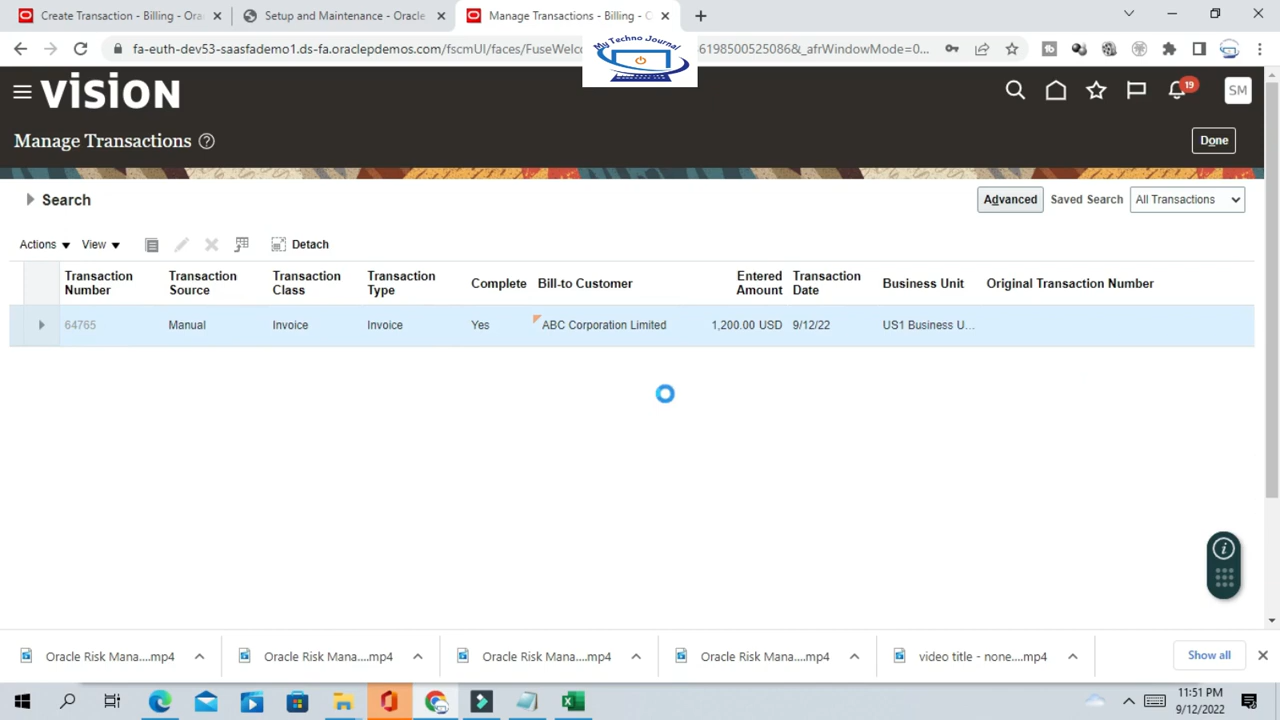 Create Transaction - Billing - Ora
Setup and Maintenance - Oracle
Manage Transactions - Billing - O
fa-euth-dev53-saasfademo1.ds-fa.oraclepdemos.com/fscmUI/faces/FuseWelco
61985005250​86&_afrWindowMode=0...
My Techno Journal
VISION
19
SM
Manage Transactions
Done
Search
Advanced
Saved Search
All Transactions
Actions
View
Detach
Transaction Number
Transaction Source
Transaction Class
Transaction Type
Complete
Bill-to Customer
Entered Amount
Transaction Date
Business Unit
Original Transaction Number
64765
Manual
Invoice
Invoice
Yes
ABC Corporation Limited
1,200.00 USD
9/12/22
US1 Business U...
Oracle Risk Mana....mp4
Oracle Risk Mana....mp4
Oracle Risk Mana....mp4
Oracle Risk Mana....mp4
video title - none....mp4
Show all
11:51 PM
9/12/2022